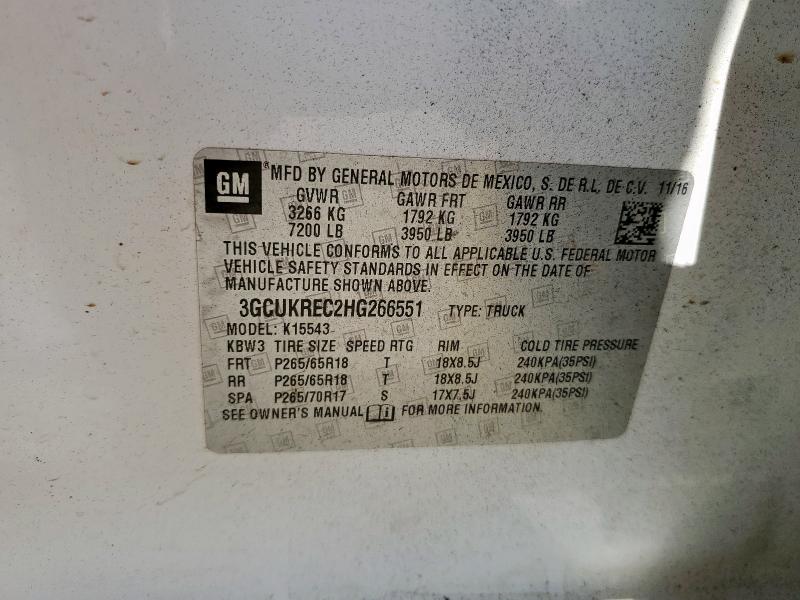 GM
®MFD BY GENERAL MOTORS DE MEXICO, S. DE R.L. DE C.V. 11/16
GVWR GAWR FRT GAWR RR
3266 KG 1792 KG 1792 KG
7200 LB 3950 LB 3950 LB
THIS VEHICLE CONFORMS TO ALL APPLICABLE U.S. FEDERAL MOTOR
VEHICLE SAFETY STANDARDS IN EFFECT ON THE DATE OF
MANUFACTURE SHOWN ABOVE.
3GCUKREC2HG266551 TYPE: TRUCK
MODEL: K15543
KBW3 TIRE SIZE SPEED RTG RIM COLD TIRE PRESSURE
FRT P265/65R18 T 18X8.5J 240KPA(35PSI)
RR P265/65R18 T 18X8.5J 240KPA(35PSI)
SPA P265/70R17 S 17X7.5J 240KPA(35PSI)
SEE OWNER'S MANUAL i FOR MORE INFORMATION.